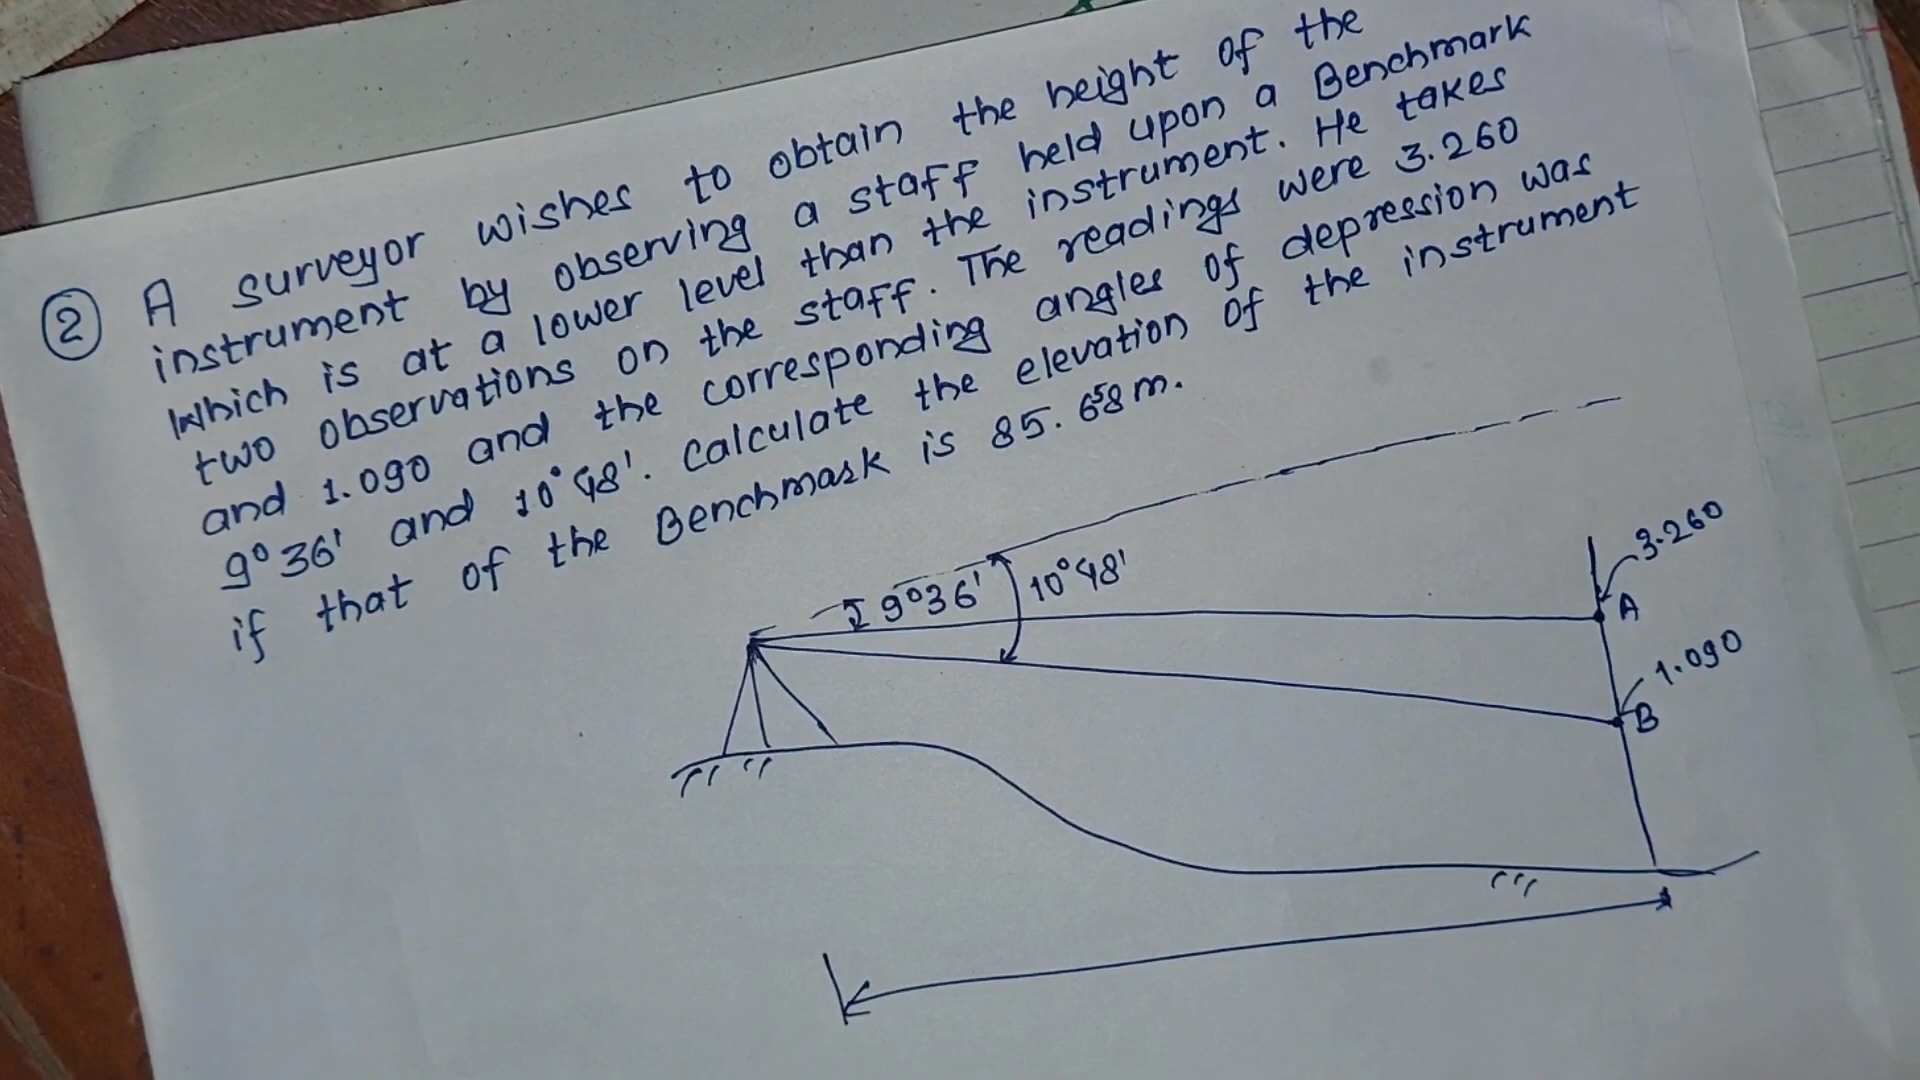 ② A surveyor wishes to obtain the height of the
instrument by observing a staff held upon a Benchmark
which is at a lower level than the instrument. He takes
two observations on the staff. The readings were 3.260
and 1.090 and the corresponding angles of depression was
9°36' and 10°48'. calculate the elevation of the instrument
if that of the Benchmark is 85.658m.
3.260
9°36' 10°48'
A
1.090
B